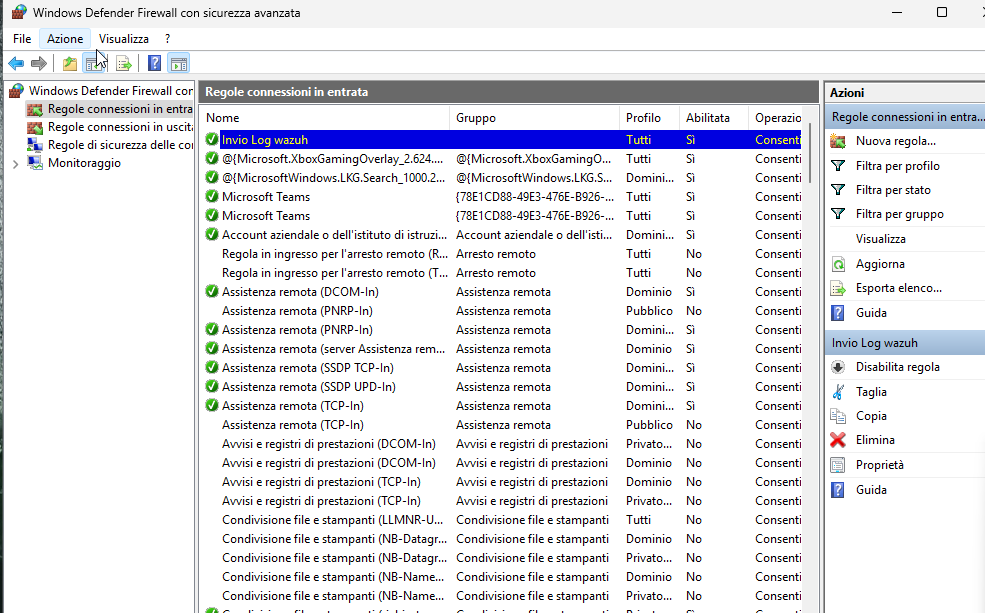 Windows Defender Firewall con sicurezza avanzata
File Azione Visualizza ?
Windows Defender Firewall con
Regole connessioni in entra
Regole connessioni in uscita
Regole di sicurezza delle co
Monitoraggio
Regole connessioni in entrata
Nome Gruppo Profilo Abilitata Operazio
Invio Log wazuh Tutti Sì Consenti
@{Microsoft.XboxGamingOverlay_2.624.... @{Microsoft.XboxGamingO... Tutti Sì Consenti
@{MicrosoftWindows.LKG.Search_1000.2... @{MicrosoftWindows.LKG.S... Domini... Sì Consenti
Microsoft Teams {78E1CD88-49E3-476E-B926-... Tutti Sì Consenti
Microsoft Teams {78E1CD88-49E3-476E-B926-... Tutti Sì Consenti
Account aziendale o dell'istituto di istruzi... Account aziendale o dell'isti... Domini... Sì Consenti
Regola in ingresso per l'arresto remoto (R... Arresto remoto Tutti No Consenti
Regola in ingresso per l'arresto remoto (T... Arresto remoto Tutti No Consenti
Assistenza remota (DCOM-In) Assistenza remota Dominio Sì Consenti
Assistenza remota (PNRP-In) Assistenza remota Pubblico No Consenti
Assistenza remota (PNRP-In) Assistenza remota Domini... Sì Consenti
Assistenza remota (server Assistenza rem... Assistenza remota Dominio Sì Consenti
Assistenza remota (SSDP TCP-In) Assistenza remota Domini... Sì Consenti
Assistenza remota (SSDP UPD-In) Assistenza remota Domini... Sì Consenti
Assistenza remota (TCP-In) Assistenza remota Domini... Sì Consenti
Assistenza remota (TCP-In) Assistenza remota Pubblico No Consenti
Avvisi e registri di prestazioni (DCOM-In) Avvisi e registri di prestazioni Privato... No Consenti
Avvisi e registri di prestazioni (DCOM-In) Avvisi e registri di prestazioni Dominio No Consenti
Avvisi e registri di prestazioni (TCP-In) Avvisi e registri di prestazioni Dominio No Consenti
Avvisi e registri di prestazioni (TCP-In) Avvisi e registri di prestazioni Privato... No Consenti
Condivisione file e stampanti (LLMNR-U... Condivisione file e stampanti Tutti No Consenti
Condivisione file e stampanti (NB-Datagr... Condivisione file e stampanti Dominio No Consenti
Condivisione file e stampanti (NB-Datagr... Condivisione file e stampanti Privato... No Consenti
Condivisione file e stampanti (NB-Name... Condivisione file e stampanti Dominio No Consenti
Condivisione file e stampanti (NB-Name... Condivisione file e stampanti Privato... No Consenti
Azioni
Regole connessioni in entra...
Nuova regola...
Filtra per profilo
Filtra per stato
Filtra per gruppo
Visualizza
Aggiorna
Esporta elenco...
Guida
Invio Log wazuh
Disabilita regola
Taglia
Copia
Elimina
Proprietà
Guida